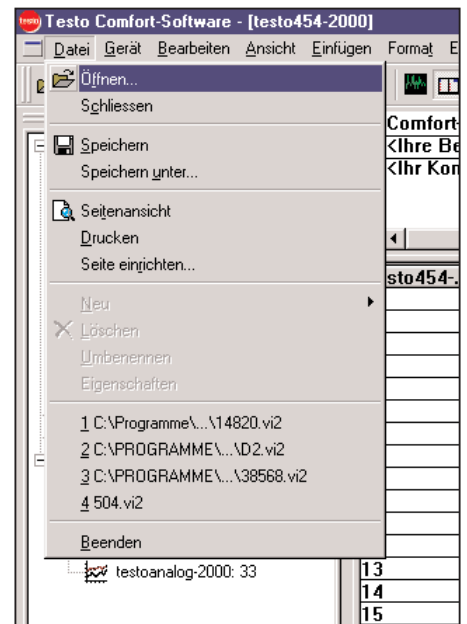 testo Testo Comfort-Software - [testo454-2000]
Datei Gerät Bearbeiten Ansicht Einfügen Format E
Öffnen...
Schliessen
Comfort-
Speichern
<Ihre Be
Speichern unter...
<Ihr Kon
Seitenansicht
Drucken
Seite einrichten...
sto454-.
Neu
Löschen
Umbenennen
Eigenschaften
1 C:\Programme\...\14820.vi2
2 C:\PROGRAMME\...\D2.vi2
3 C:\PROGRAMME\...\38568.vi2
4 504.vi2
Beenden
testoanalog-2000: 33
13
14
15